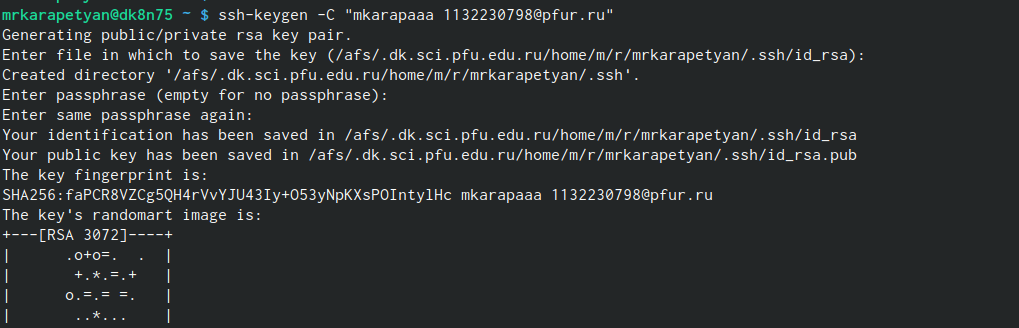 mrkarapetyan@dk8n75 ~ $ ssh-keygen -C "mkarapaaa 1132230798@pfur.ru"
Generating public/private rsa key pair.
Enter file in which to save the key (/afs/.dk.sci.pfu.edu.ru/home/m/r/mrkarapetyan/.ssh/id_rsa):
Created directory '/afs/.dk.sci.pfu.edu.ru/home/m/r/mrkarapetyan/.ssh'.
Enter passphrase (empty for no passphrase):
Enter same passphrase again:
Your identification has been saved in /afs/.dk.sci.pfu.edu.ru/home/m/r/mrkarapetyan/.ssh/id_rsa
Your public key has been saved in /afs/.dk.sci.pfu.edu.ru/home/m/r/mrkarapetyan/.ssh/id_rsa.pub
The key fingerprint is:
SHA256:faPCR8VZCg5QH4rVvYJU43Iy+O53yNpKXsPOIntylHc mkarapaaa 1132230798@pfur.ru
The key's randomart image is:
+---[RSA 3072]----+
|      .o+o=.  .  |
|       +.*.=.+   |
|      o.=.= =.   |
|       ..*...    |